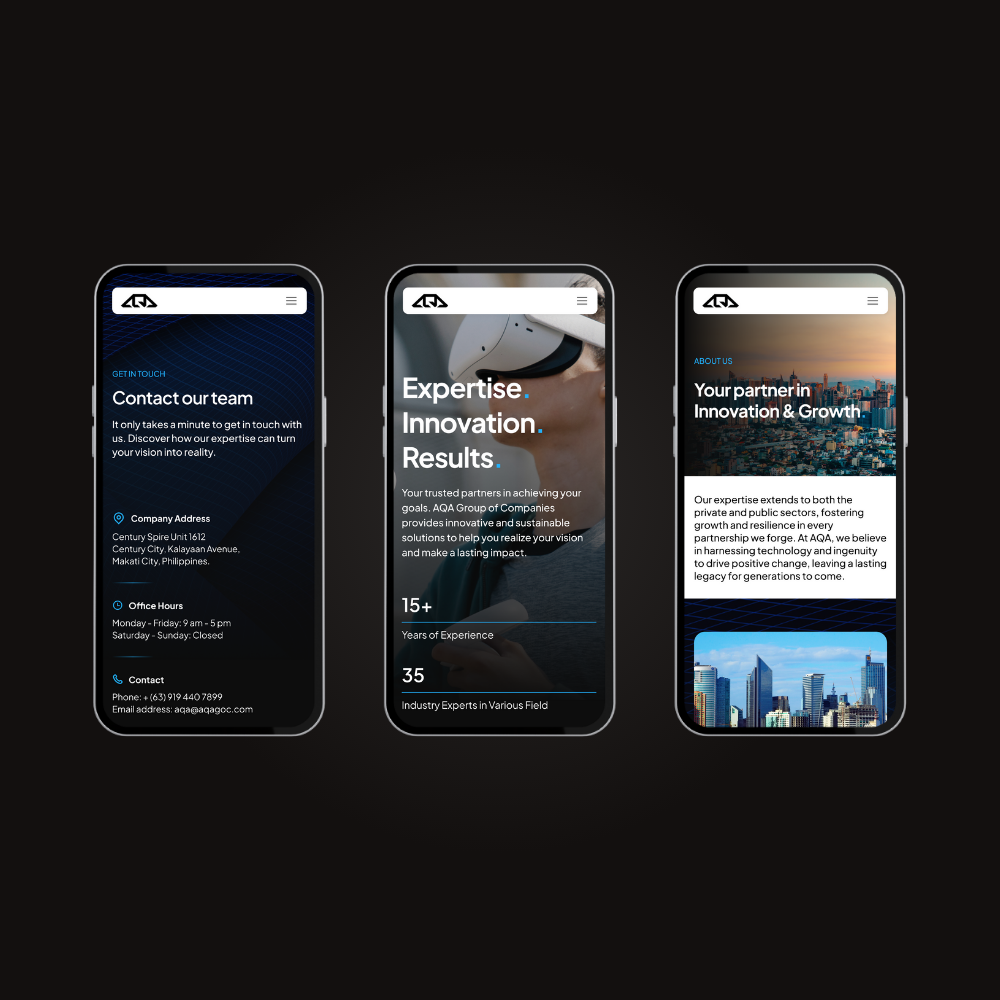 AQA
GET IN TOUCH
Contact our team
It only takes a minute to get in touch with
us. Discover how our expertise can turn
your vision into reality.
Company Address
Century Spire Unit 1612
Century City, Kalayaan Avenue,
Makati City, Philippines.
Office Hours
Monday - Friday: 9 am - 5 pm
Saturday - Sunday: Closed
Contact
Phone: + (63) 919 440 7899
Email address: aqa@aqagoc.com
AQA
Expertise.
Innovation.
Results.
Your trusted partners in achieving your
goals. AQA Group of Companies
provides innovative and sustainable
solutions to help you realize your vision
and make a lasting impact.
15+
Years of Experience
35
Industry Experts in Various Field
AQA
ABOUT US
Your partner in
Innovation & Growth.
Our expertise extends to both the
private and public sectors, fostering
growth and resilience in every
partnership we forge. At AQA, we believe
in harnessing technology and ingenuity
to drive positive change, leaving a lasting
legacy for generations to come.